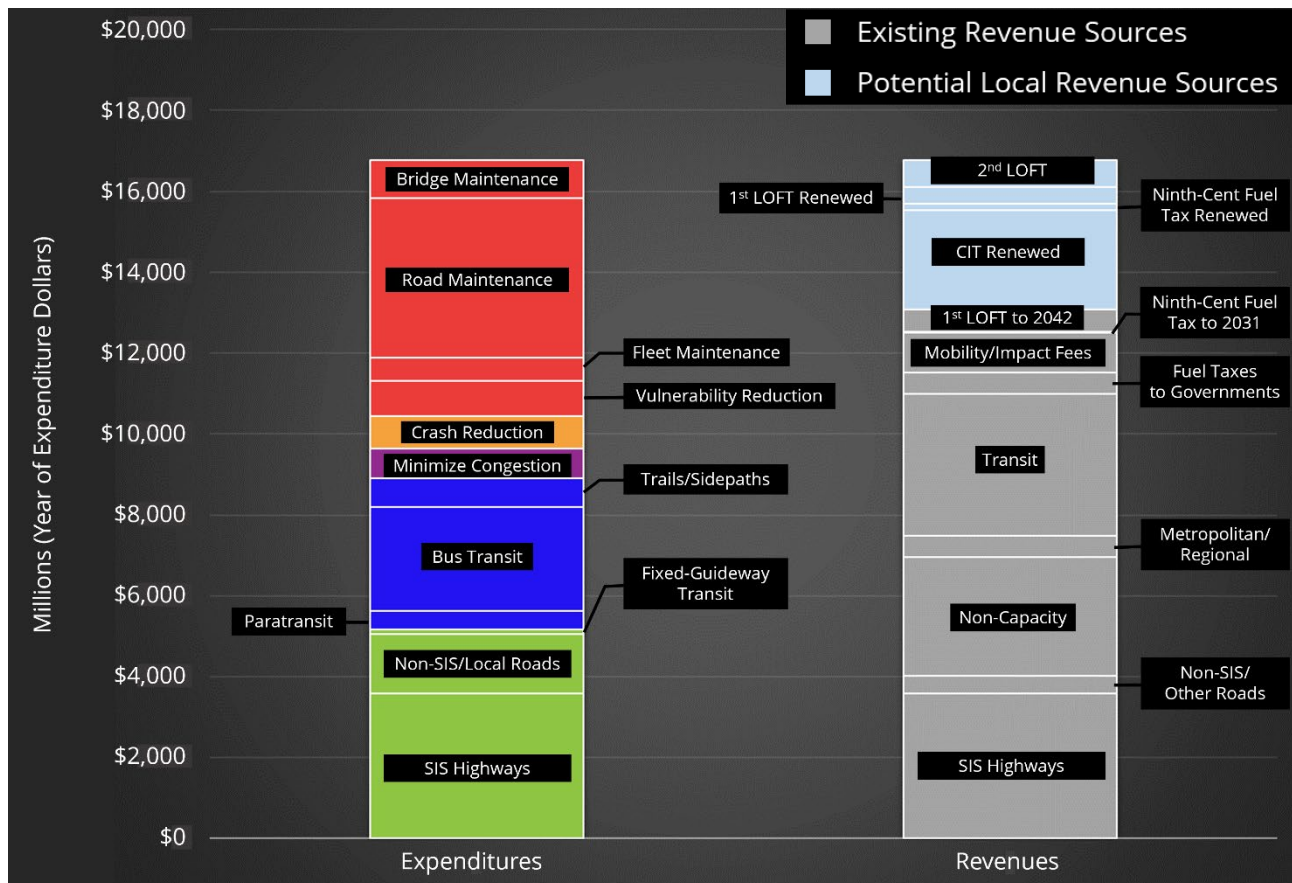 $20,000
$18,000
$16,000
$14,000
$12,000
$10,000
$8,000
$6,000
$4,000
$2,000
$0
Millions (Year of Expenditure Dollars)
Existing Revenue Sources
Potential Local Revenue Sources
Bridge Maintenance
Road Maintenance
Fleet Maintenance
Vulnerability Reduction
Crash Reduction
Minimize Congestion
Trails/Sidepaths
Bus Transit
Fixed-Guideway
Transit
Paratransit
Non-SIS/Local Roads
SIS Highways
Expenditures
2nd LOFT
1st LOFT Renewed
Ninth-Cent Fuel
Tax Renewed
CIT Renewed
1st LOFT to 2042
Ninth-Cent Fuel
Tax to 2031
Mobility/Impact Fees
Fuel Taxes
to Governments
Transit
Metropolitan/
Regional
Non-Capacity
Non-SIS/
Other Roads
SIS Highways
Revenues